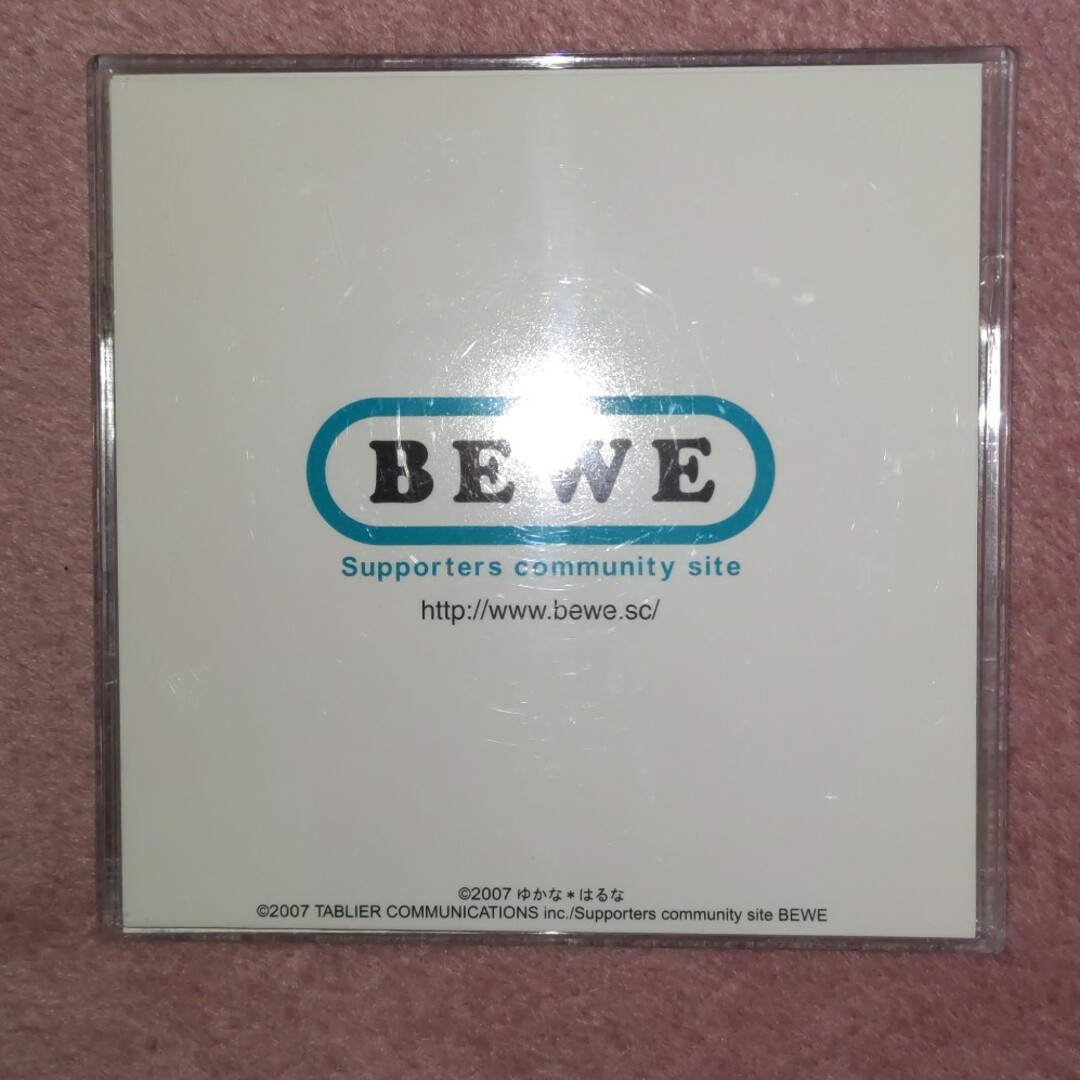 BEWE
Supporters community site
http://www.bewe.sc/
©2007 ゆかな*はるな
©2007 TABLIER COMMUNICATIONS inc./Supporters community site BEWE